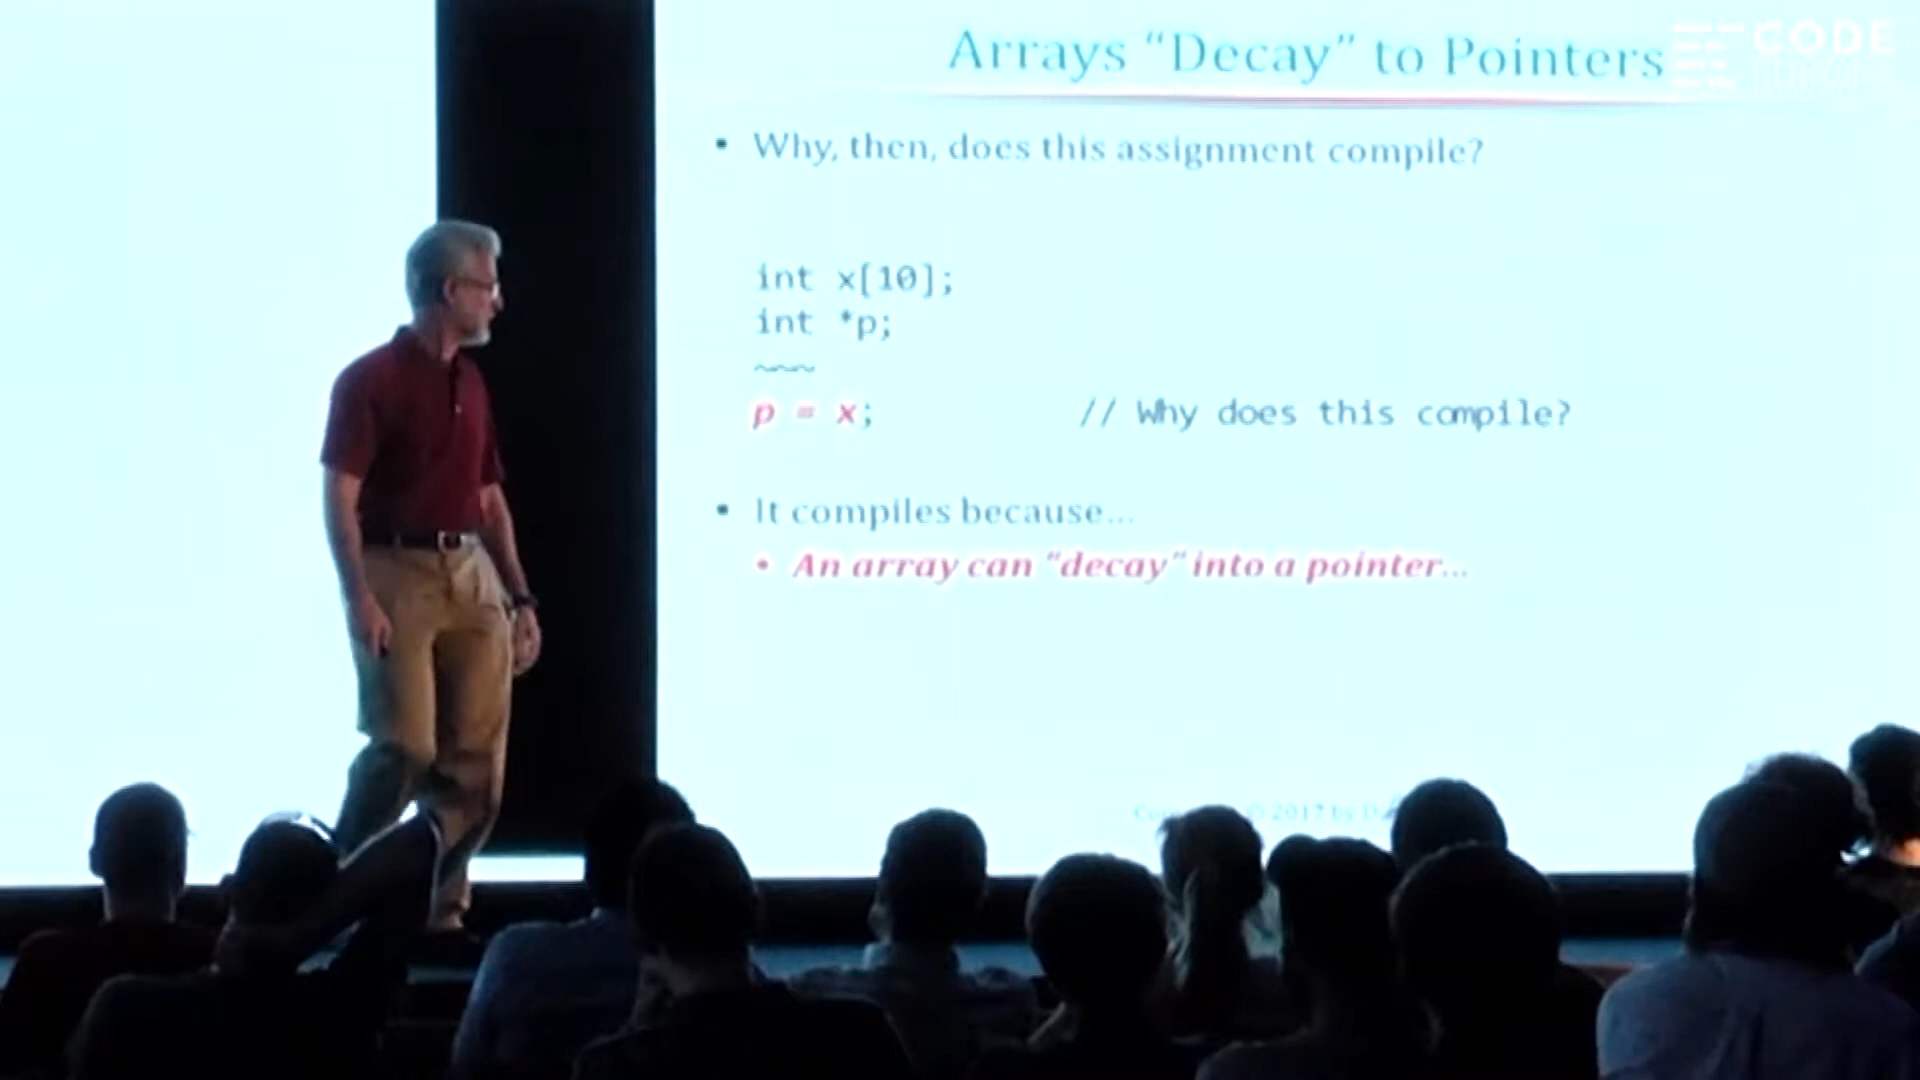 Arrays “Decay” to Pointers
CODE
• Why, then, does this assignment compile?
int x[10];
int *p;
~~~
p = x; // Why does this compile?
• It compiles because...
• An array can “decay” into a pointer...
© 2017 by